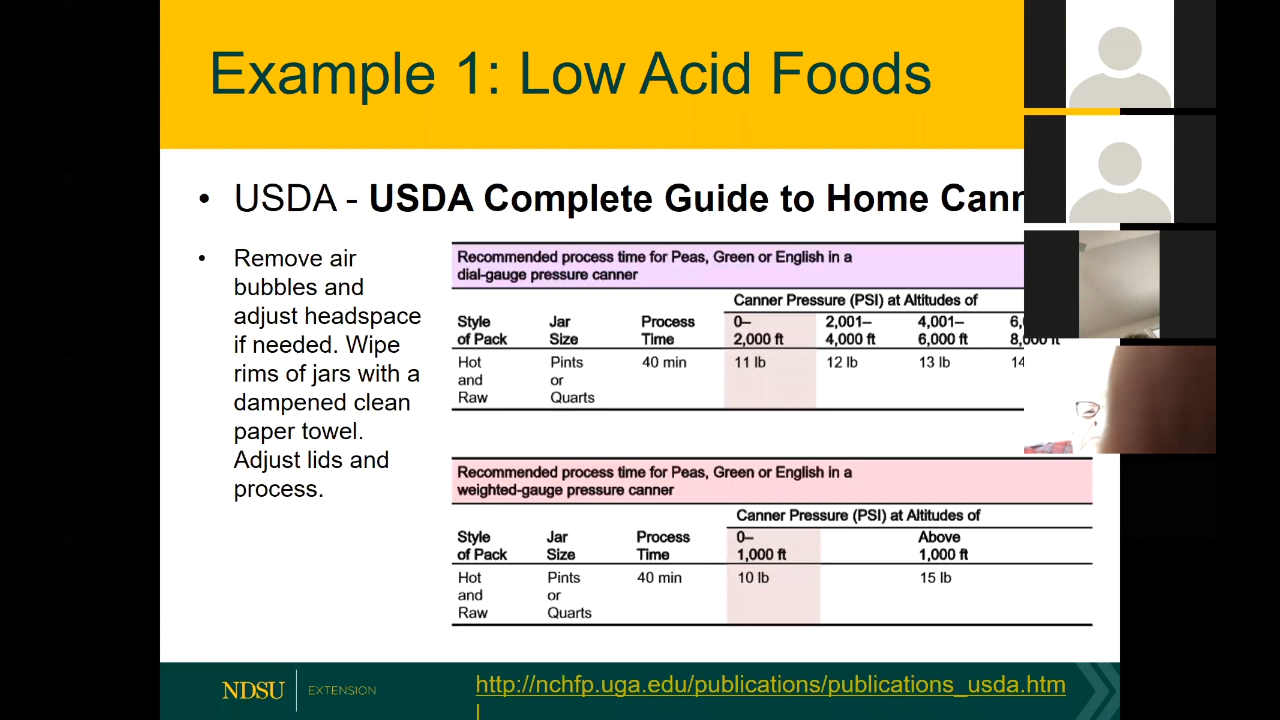 Example 1: Low Acid Foods
• USDA - USDA Complete Guide to Home Cann
• Remove air
bubbles and
adjust headspace
if needed. Wipe
rims of jars with a
dampened clean
paper towel.
Adjust lids and
process.
Recommended process time for Peas, Green or English in a
dial-gauge pressure canner
Canner Pressure (PSI) at Altitudes of
Style Jar Process 0– 2,001– 4,001– 6,
of Pack Size Time 2,000 ft 4,000 ft 6,000 ft 8,000 ft
Hot Pints 40 min 11 lb 12 lb 13 lb 14
and or
Raw Quarts
Recommended process time for Peas, Green or English in a
weighted-gauge pressure canner
Canner Pressure (PSI) at Altitudes of
Style Jar Process 0– Above
of Pack Size Time 1,000 ft 1,000 ft
Hot Pints 40 min 10 lb 15 lb
and or
Raw Quarts
NDSU EXTENSION
http://nchfp.uga.edu/publications/publications_usda.htm
l